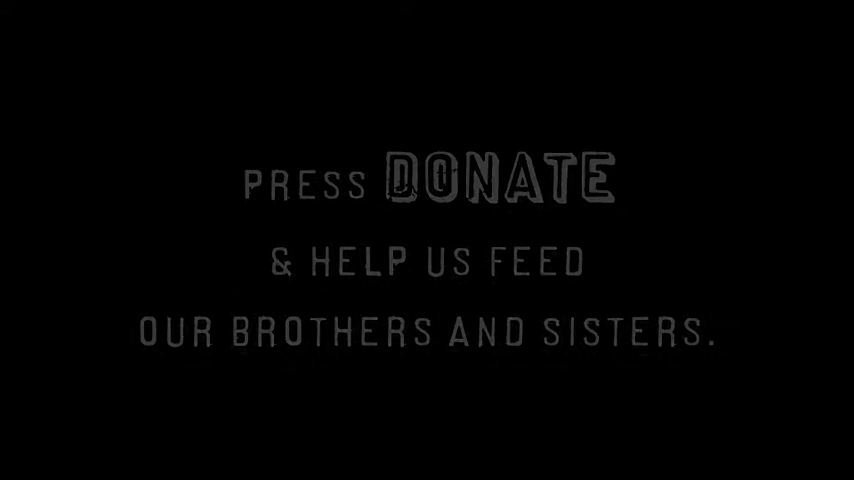 PRESS DONATE
& HELP US FEED
OUR BROTHERS AND SISTERS.